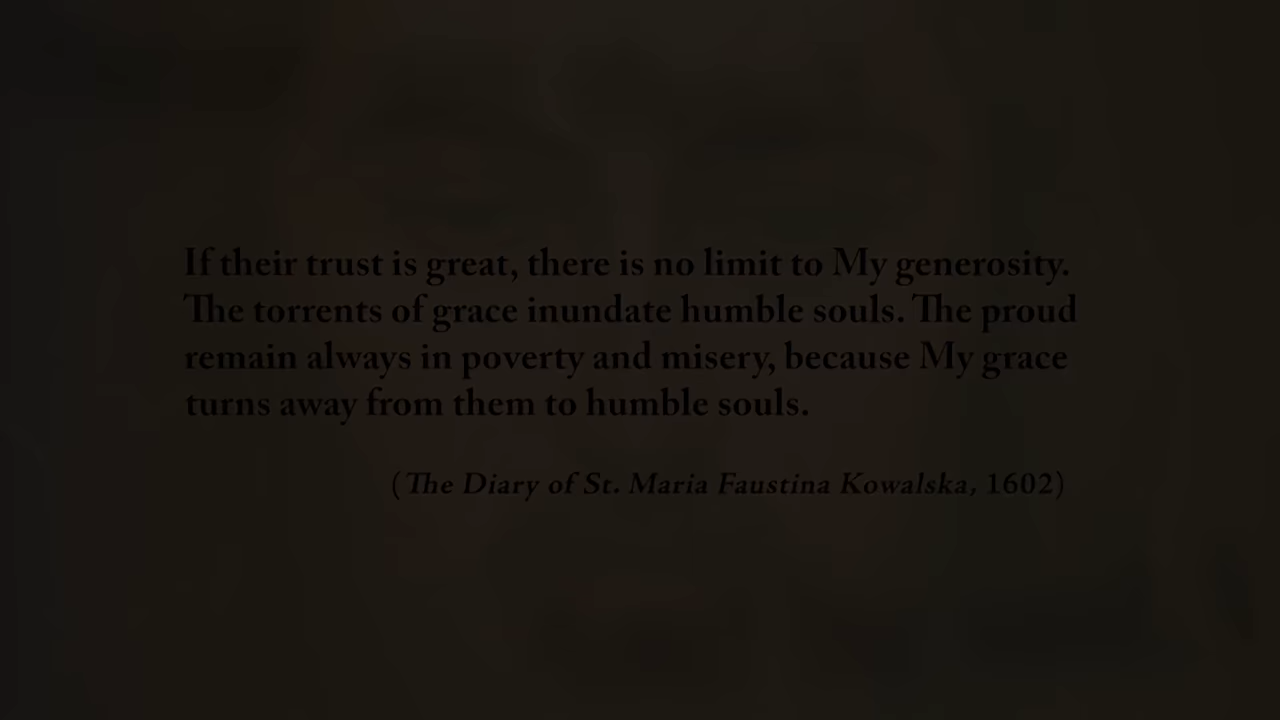 If their trust is great, there is no limit to My generosity.
The torrents of grace inundate humble souls. The proud
remain always in poverty and misery, because My grace
turns away from them to humble souls.
(The Diary of St. Maria Faustina Kowalska, 1602)